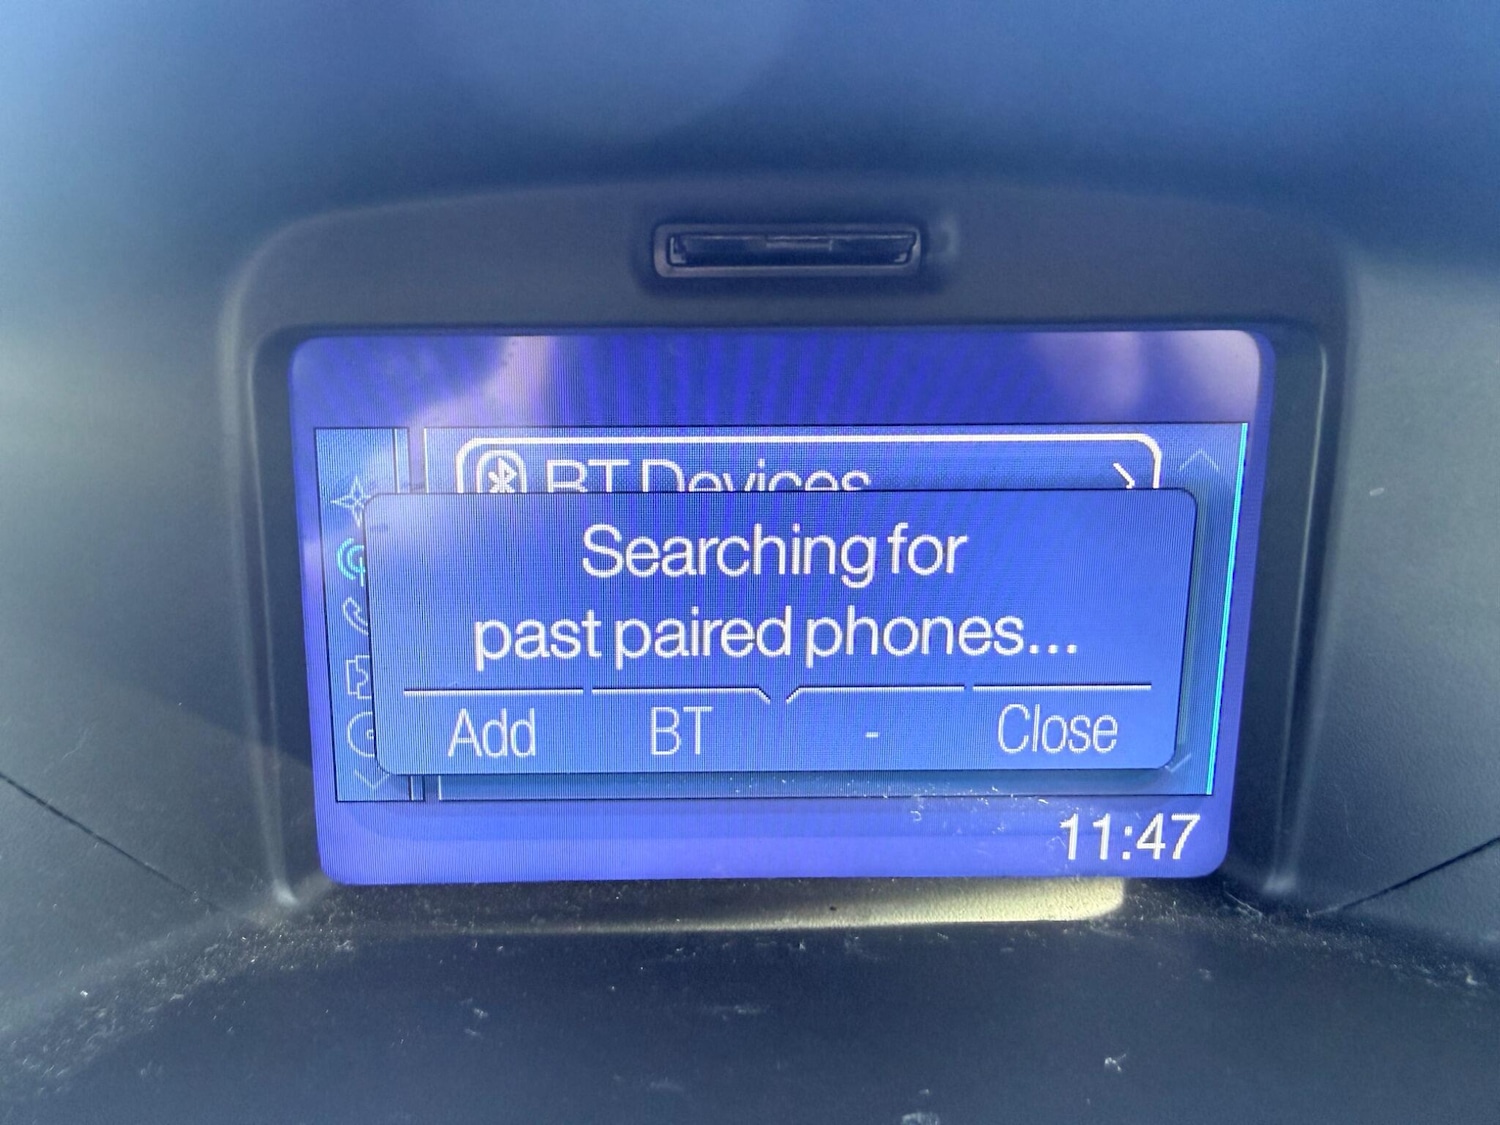 BT Devices
Searching for
past paired phones...
Add BT - Close
11:47